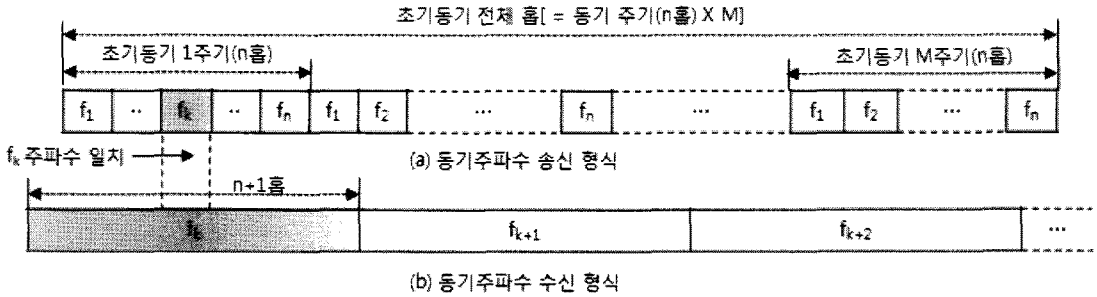 초기동기 전체 홉[ = 동기 주기(n홉) X M]
초기동기 1주기(n홉) 초기동기 M주기(n홉)
f₁ ·· fₖ ·· fₙ f₁ f₂ ··· fₙ ··· f₁ f₂ ··· fₙ
fₖ 주파수 일치
(a) 동기주파수 송신 형식
n+1홉
fₖ fₖ₊₁ fₖ₊₂ ···
(b) 동기주파수 수신 형식